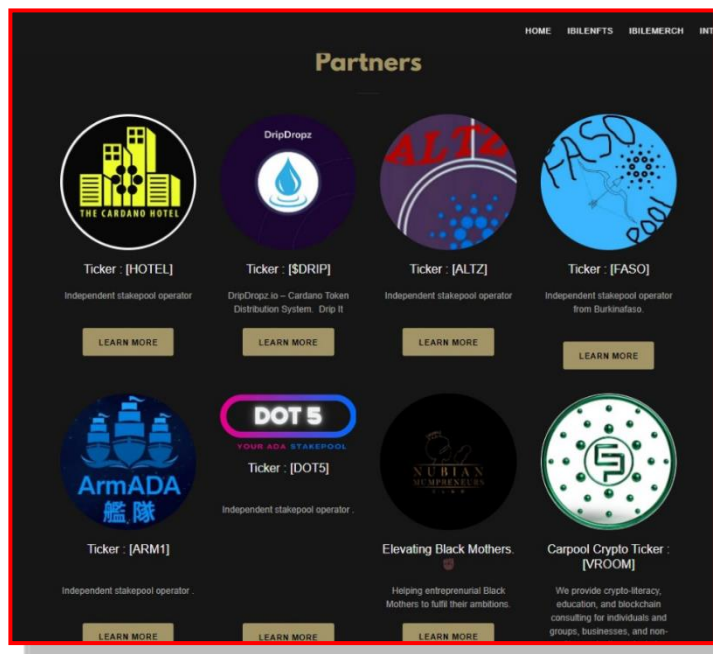 HOME IBILENFTS IBILEMERCH INT
Partners
THE CARDANO HOTEL
Ticker : [HOTEL]
Independent stakepool operator
LEARN MORE
DripDropz
Ticker : [$DRIP]
DripDropz.io – Cardano Token
Distribution System. Drip It
LEARN MORE
ALTZ
Ticker : [ALTZ]
Independent stakepool operator
LEARN MORE
FASO
POOL
Ticker : [FASO]
Independent stakepool operator
from Burkinafaso.
LEARN MORE
ArmADA
艦隊
Ticker : [ARM1]
Independent stakepool operator .
LEARN MORE
DOT 5
YOUR ADA STAKEPOOL
Ticker : [DOT5]
Independent stakepool operator .
LEARN MORE
NUBIAN
MUMPRENEURS
Elevating Black Mothers.
Helping entreprenurial Black
Mothers to fulfil their ambitions.
LEARN MORE
Carpool Crypto Ticker :
[VROOM]
We provide crypto-literacy,
education, and blockchain
consulting for individuals and
groups, businesses, and non-